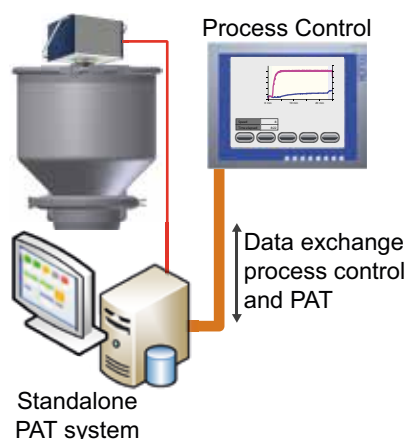 Process Control
Data exchange
process control
and PAT
Standalone
PAT system